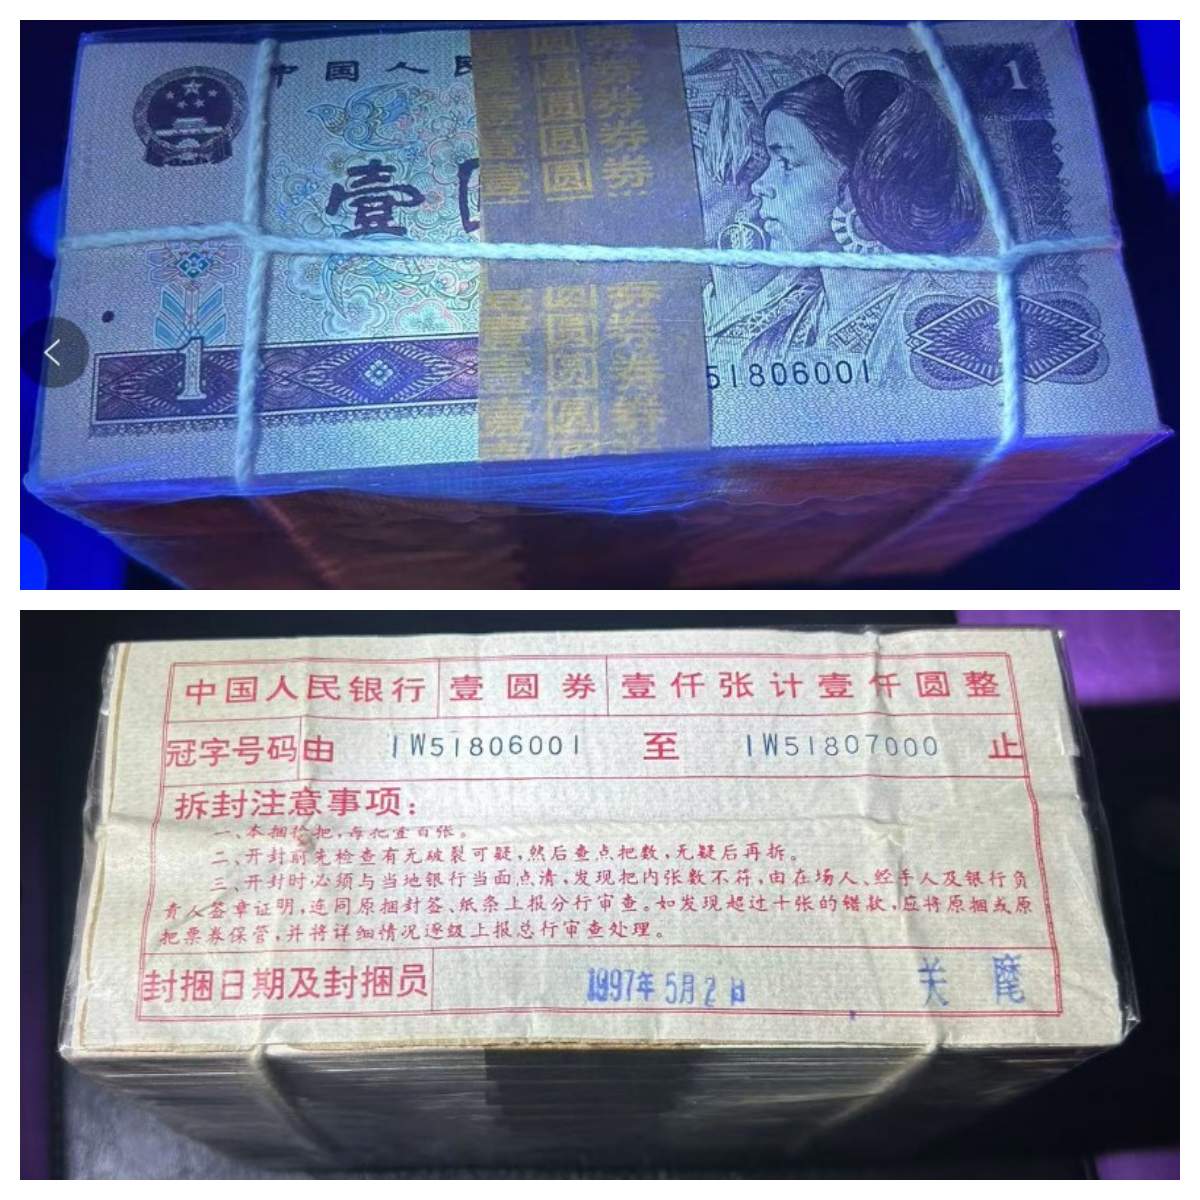 中国人民
壹
1
1
51806001
壹 圆 券
中国人民银行 壹圆券 壹仟张计壹仟圆整
冠字号码由 IW51806001 至 IW51807000 止
拆封注意事项:
一、本捆拾把,每把壹百张。
二、开封前先检查有无破裂可疑,然后查点把数,无疑后再拆。
三、开封时必须与当地银行当面点清,发现把内张数不符,由在场人、经手人及银行负
责人签章证明,连同原捆封签、纸条上报分行审查。如发现超过十张的错款,应将原捆或原
把票券保管,并将详细情况逐级上报总行审查处理。
封捆日期及封捆员 1997年5月2日 关